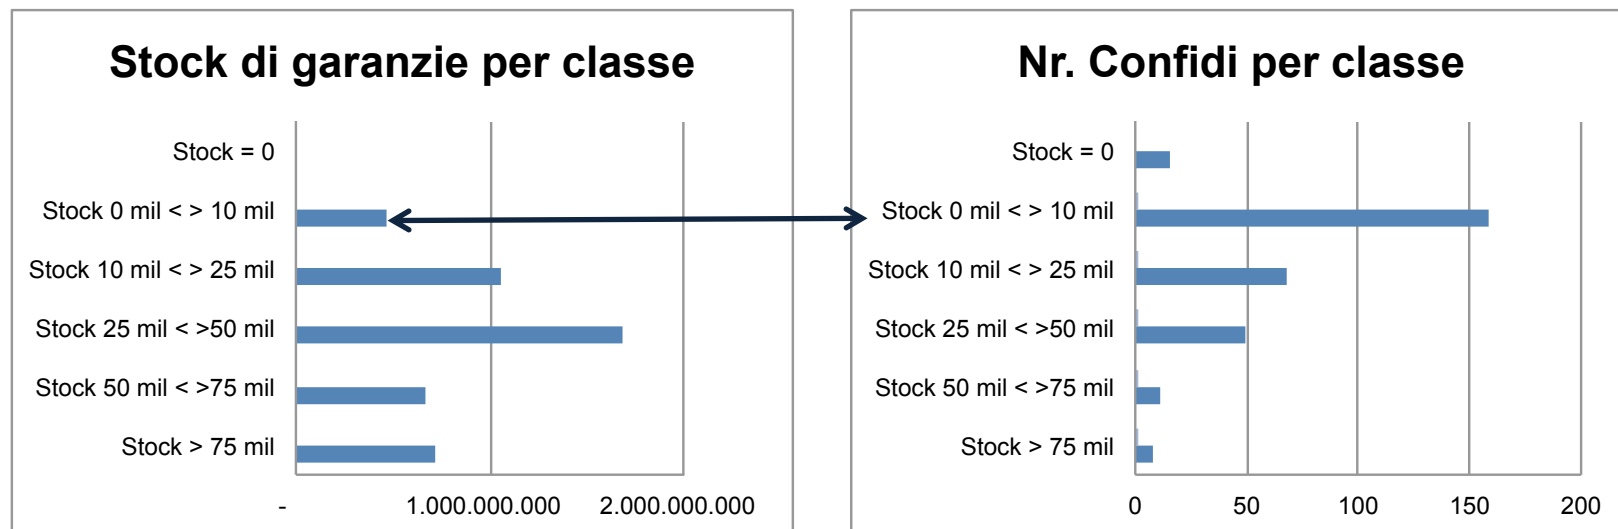 Stock di garanzie per classe
Stock = 0
Stock 0 mil < > 10 mil
Stock 10 mil < > 25 mil
Stock 25 mil < >50 mil
Stock 50 mil < >75 mil
Stock > 75 mil
- 1.000.000.000 2.000.000.000
Nr. Confidi per classe
Stock = 0
Stock 0 mil < > 10 mil
Stock 10 mil < > 25 mil
Stock 25 mil < >50 mil
Stock 50 mil < >75 mil
Stock > 75 mil
0 50 100 150 200